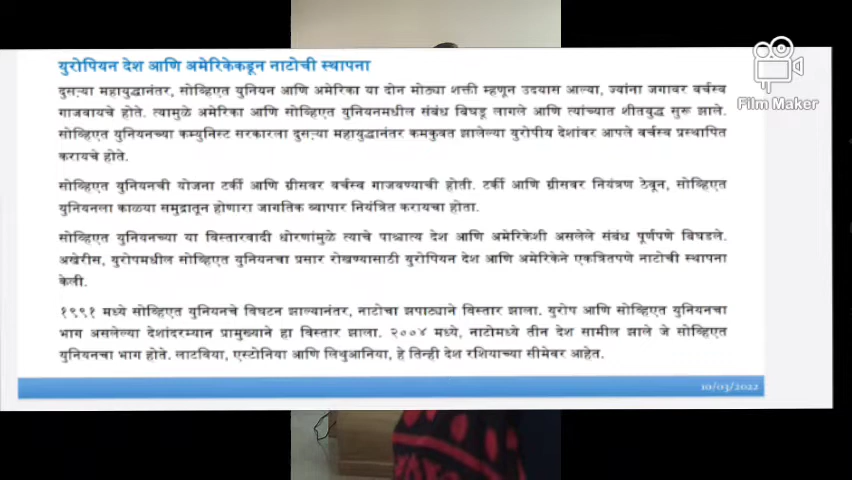 युरोपियन देश आणि अमेरिकेकडून नाटोची स्थापना
दुसऱ्या महायुद्धानंतर, सोव्हिएत युनियन आणि अमेरिका या दोन मोठ्या शक्ती म्हणून उदयास आल्या, ज्यांना जगावर वर्चस्व
गाजवायचे होते. त्यामुळे अमेरिका आणि सोव्हिएत युनियनमधील संबंध बिघडू लागले आणि त्यांच्यात शीतयुद्ध सुरू झाले.
सोव्हिएत युनियनच्या कम्युनिस्ट सरकारला दुसऱ्या महायुद्धानंतर कमकुवत झालेल्या युरोपीय देशांवर आपले वर्चस्व प्रस्थापित
करायचे होते.
सोव्हिएत युनियनची योजना टर्की आणि ग्रीसवर वर्चस्व गाजवण्याची होती. टर्की आणि ग्रीसवर नियंत्रण ठेवून, सोव्हिएत
युनियनला काळ्या समुद्रातून होणारा जागतिक व्यापार नियंत्रित करायचा होता.
सोव्हिएत युनियनच्या या विस्तारवादी धोरणांमुळे त्याचे पाश्चात्य देश आणि अमेरिकेशी असलेले संबंध पूर्णपणे बिघडले.
अखेरीस, युरोपमधील सोव्हिएत युनियनचा प्रसार रोखण्यासाठी युरोपियन देश आणि अमेरिकेने एकत्रितपणे नाटोची स्थापना
केली.
१९९१ मध्ये सोव्हिएत युनियनचे विघटन झाल्यानंतर, नाटोचा झपाट्याने विस्तार झाला. युरोप आणि सोव्हिएत युनियनचा
भाग असलेल्या देशांदरम्यान प्रामुख्याने हा विस्तार झाला. २००४ मध्ये, नाटोमध्ये तीन देश सामील झाले जे सोव्हिएत
युनियनचा भाग होते. लाटविया, एस्टोनिया आणि लिथुआनिया, हे तिन्ही देश रशियाच्या सीमेवर आहेत.
10/03/2022
Film Maker